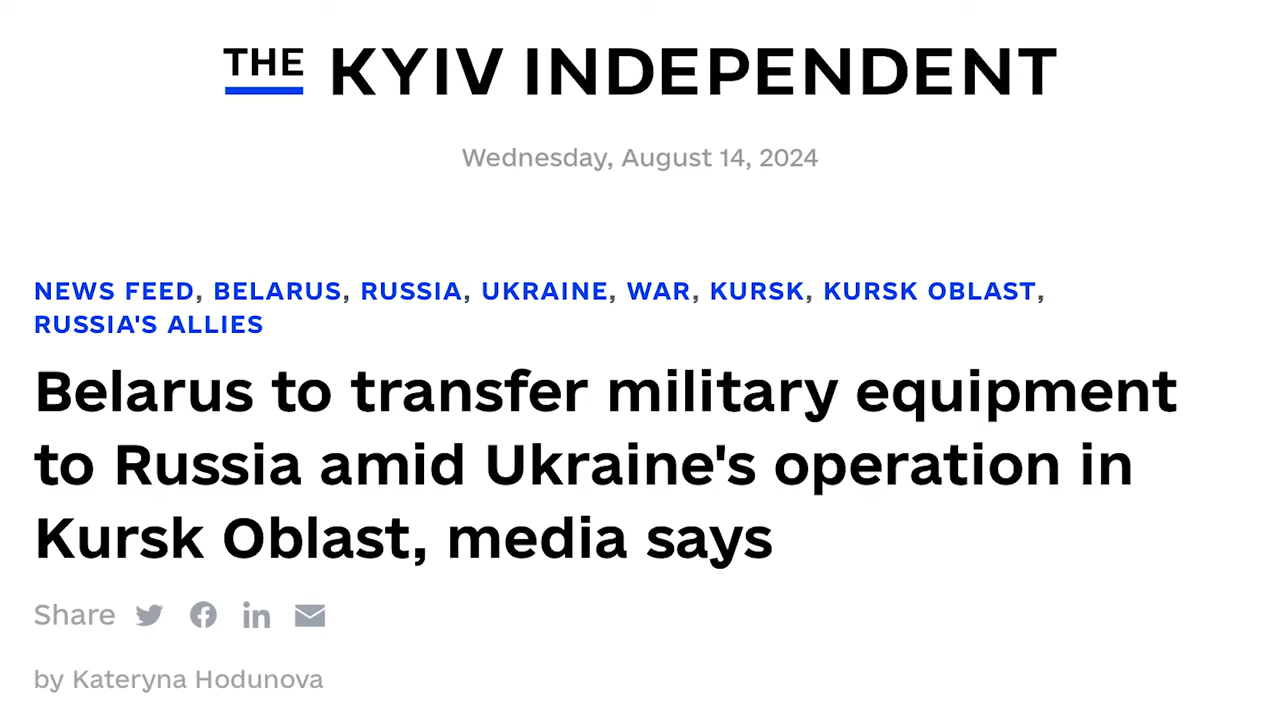 THE KYIV INDEPENDENT
Wednesday, August 14, 2024
NEWS FEED, BELARUS, RUSSIA, UKRAINE, WAR, KURSK, KURSK OBLAST,
RUSSIA'S ALLIES
Belarus to transfer military equipment
to Russia amid Ukraine's operation in
Kursk Oblast, media says
Share
by Kateryna Hodunova